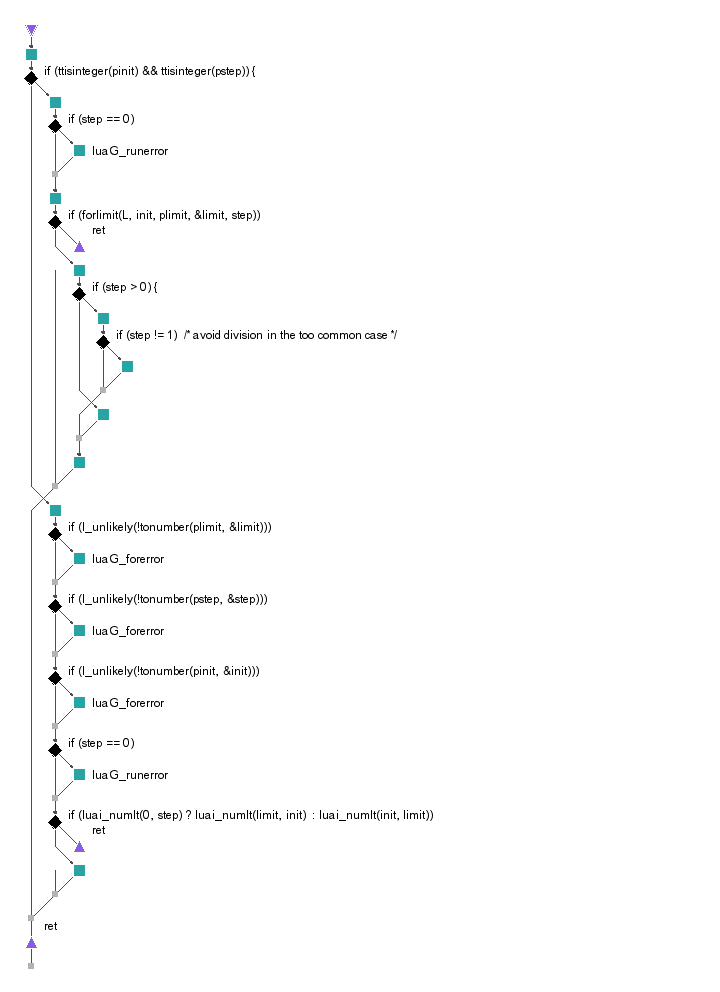 if (ttisinteger(pinit) && ttisinteger(pstep)) {
if (step == 0)
luaG_runerror
if (forlimit(L, init, plimit, &limit, step))
ret
if (step > 0) {
if (step != 1)  /* avoid division in the too common case */
if (l_unlikely(!tonumber(plimit, &limit)))
luaG_forerror
if (l_unlikely(!tonumber(pstep, &step)))
luaG_forerror
if (l_unlikely(!tonumber(pinit, &init)))
luaG_forerror
if (step == 0)
luaG_runerror
if (luai_numlt(0, step) ? luai_numlt(limit, init) : luai_numlt(init, limit))
ret
ret